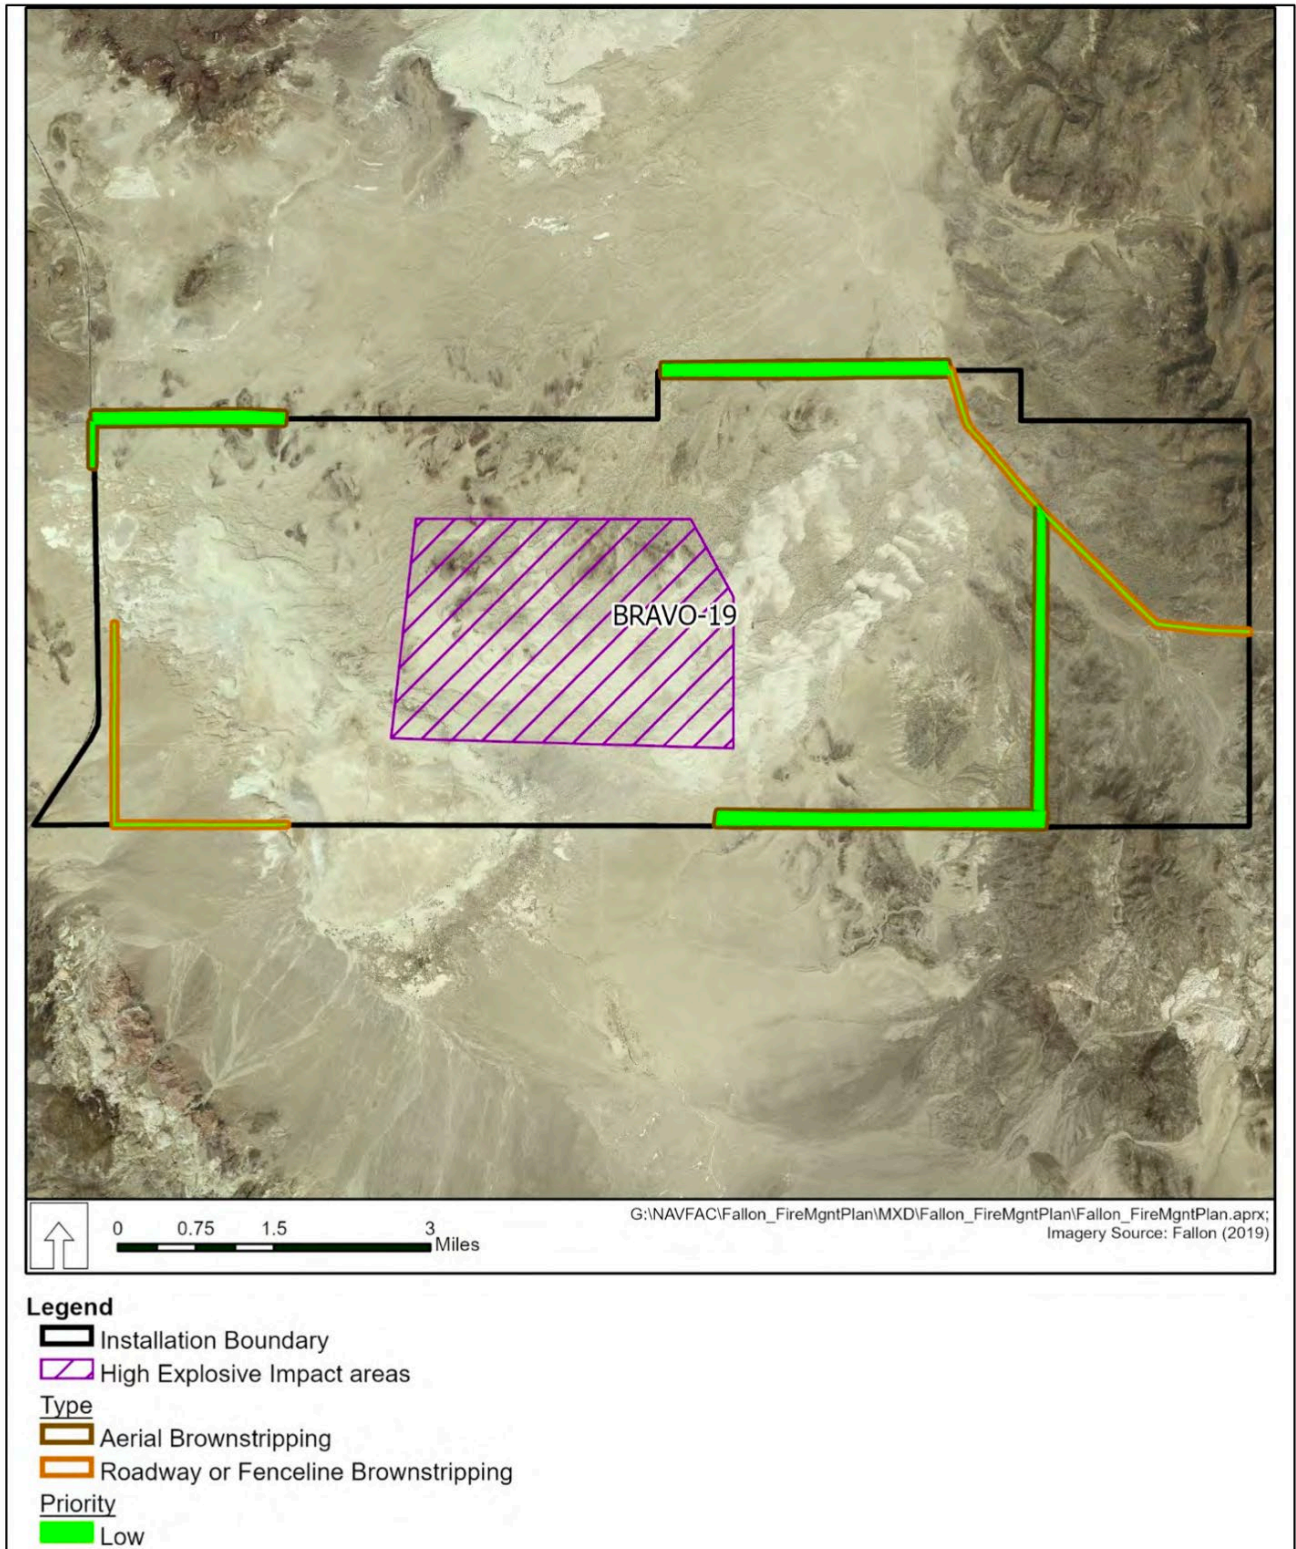 BRAVO-19
0 0.75 1.5 3
Miles
G:\NAVFAC\Fallon_FireMgntPlan\MXD\Fallon_FireMgntPlan\Fallon_FireMgntPlan.aprx;
Imagery Source: Fallon (2019)
Legend
Installation Boundary
High Explosive Impact areas
Type
Aerial Brownstripping
Roadway or Fenceline Brownstripping
Priority
Low